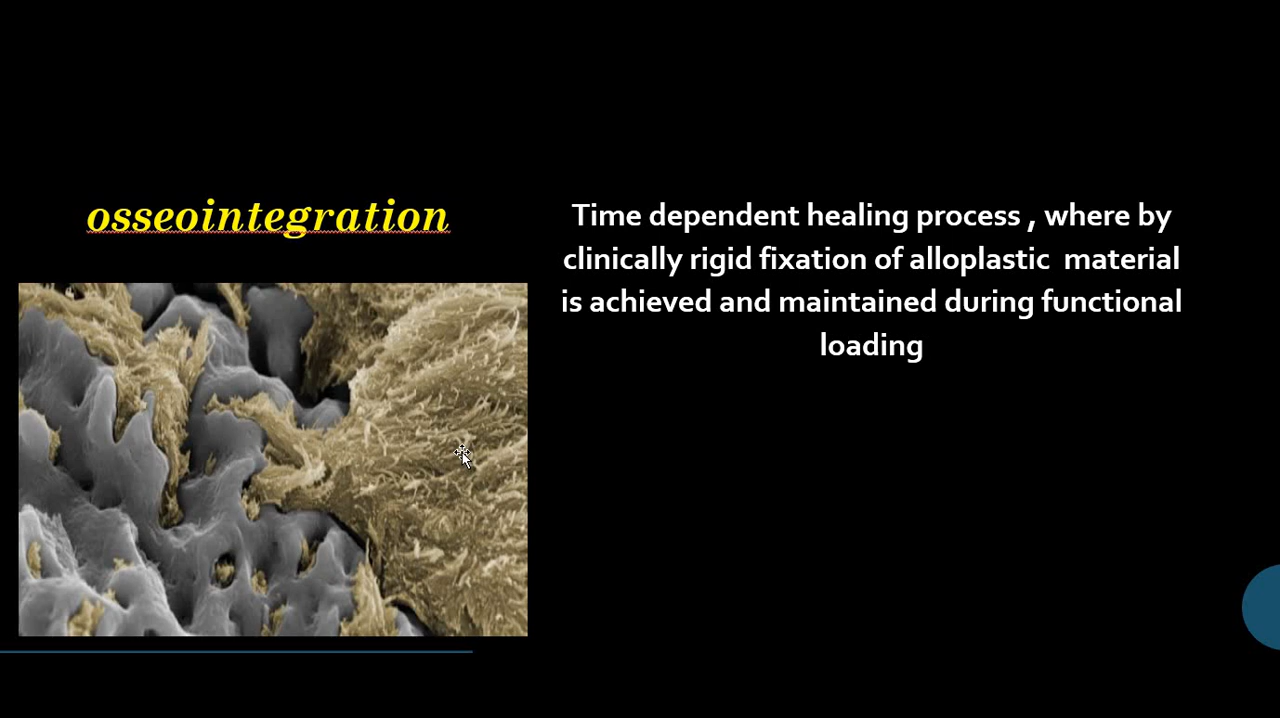 osseointegration
Time dependent healing process , where by
clinically rigid fixation of alloplastic  material
is achieved and maintained during functional
loading